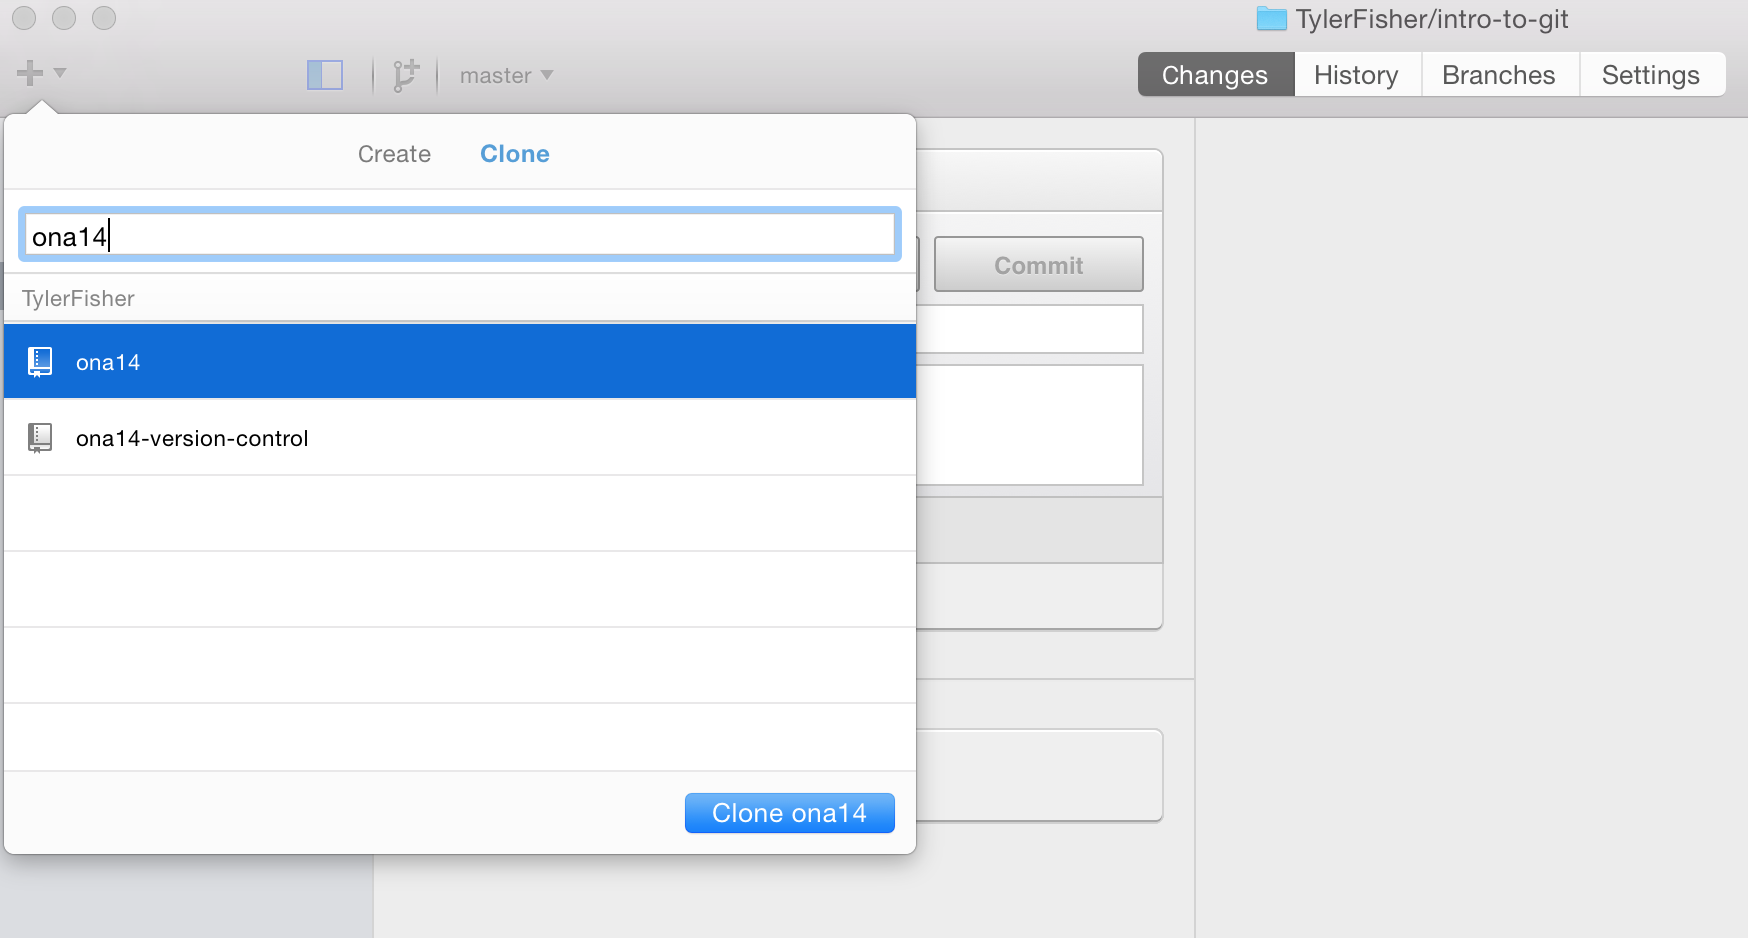 TylerFisher/intro-to-git
master
Changes
History
Branches
Settings
Create
Clone
ona14
Commit
TylerFisher
ona14
ona14-version-control
Clone ona14